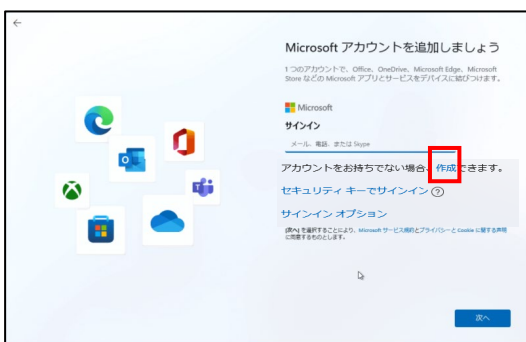 Microsoft アカウントを追加しましょう
1 つのアカウントで、Office、OneDrive、Microsoft Edge、Microsoft
Store などの Microsoft アプリとサービスをデバイスに結びつけます。
Microsoft
サインイン
メール、電話、または Skype
アカウントをお持ちでない場合、作成できます。
セキュリティ キーでサインイン ?
サインイン オプション
[次へ] を選択することにより、Microsoft サービス規約とプライバシーと Cookie に関する声明
に同意するものとします。
次へ